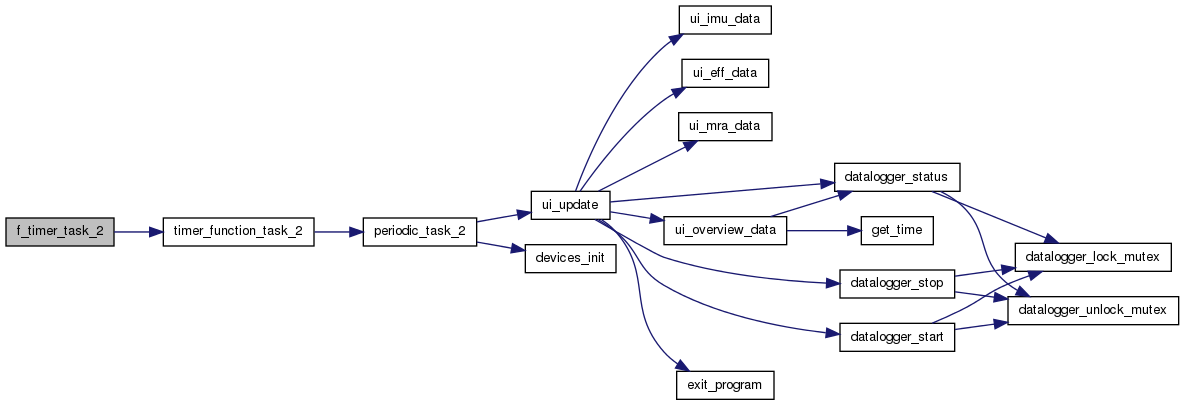 f_timer_task_2
timer_function_task_2
periodic_task_2
ui_update
devices_init
ui_imu_data
ui_eff_data
ui_mra_data
ui_overview_data
exit_program
datalogger_status
get_time
datalogger_stop
datalogger_start
datalogger_lock_mutex
datalogger_unlock_mutex